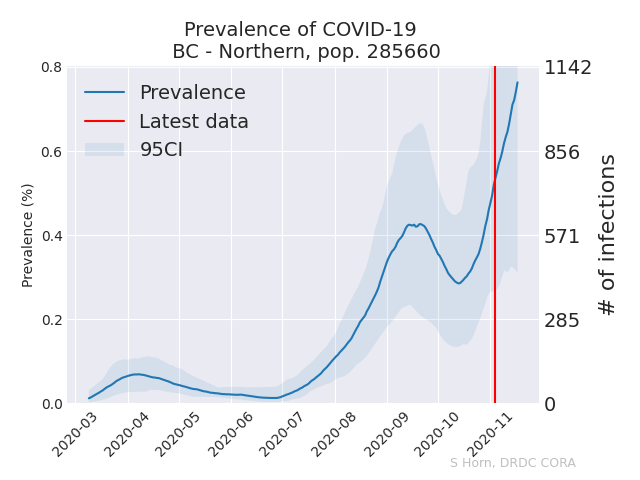 Prevalence of COVID-19
BC - Northern, pop. 285660
Prevalence
Latest data
95CI
Prevalence (%)
0.8
0.6
0.4
0.2
0.0
1142
856
571
285
0
# of infections
2020-03
2020-04
2020-05
2020-06
2020-07
2020-08
2020-09
2020-10
2020-11
S Horn, DRDC CORA